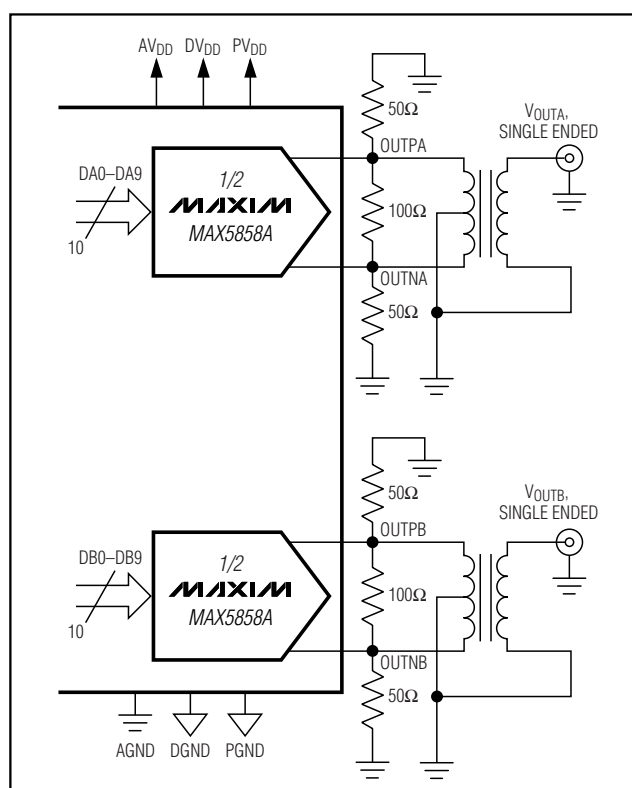 AVDD DVDD PVDD
50Ω
VOUTA,
SINGLE ENDED
OUTPA
DA0–DA9
1/2
MAXIM
100Ω
MAX5858A
10
OUTNA
50Ω
50Ω
VOUTB,
SINGLE ENDED
OUTPB
DB0–DB9
1/2
MAXIM
100Ω
MAX5858A
10
OUTNB
50Ω
AGND DGND PGND